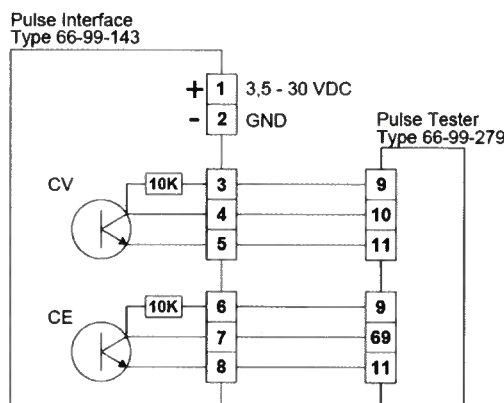 Pulse Interface
Type 66-99-143
+ 1 3,5 - 30 VDC
- 2 GND
Pulse Tester
Type 66-99-279
CV 10K 3 9
4 10
5 11
CE 10K 6 9
7 69
8 11